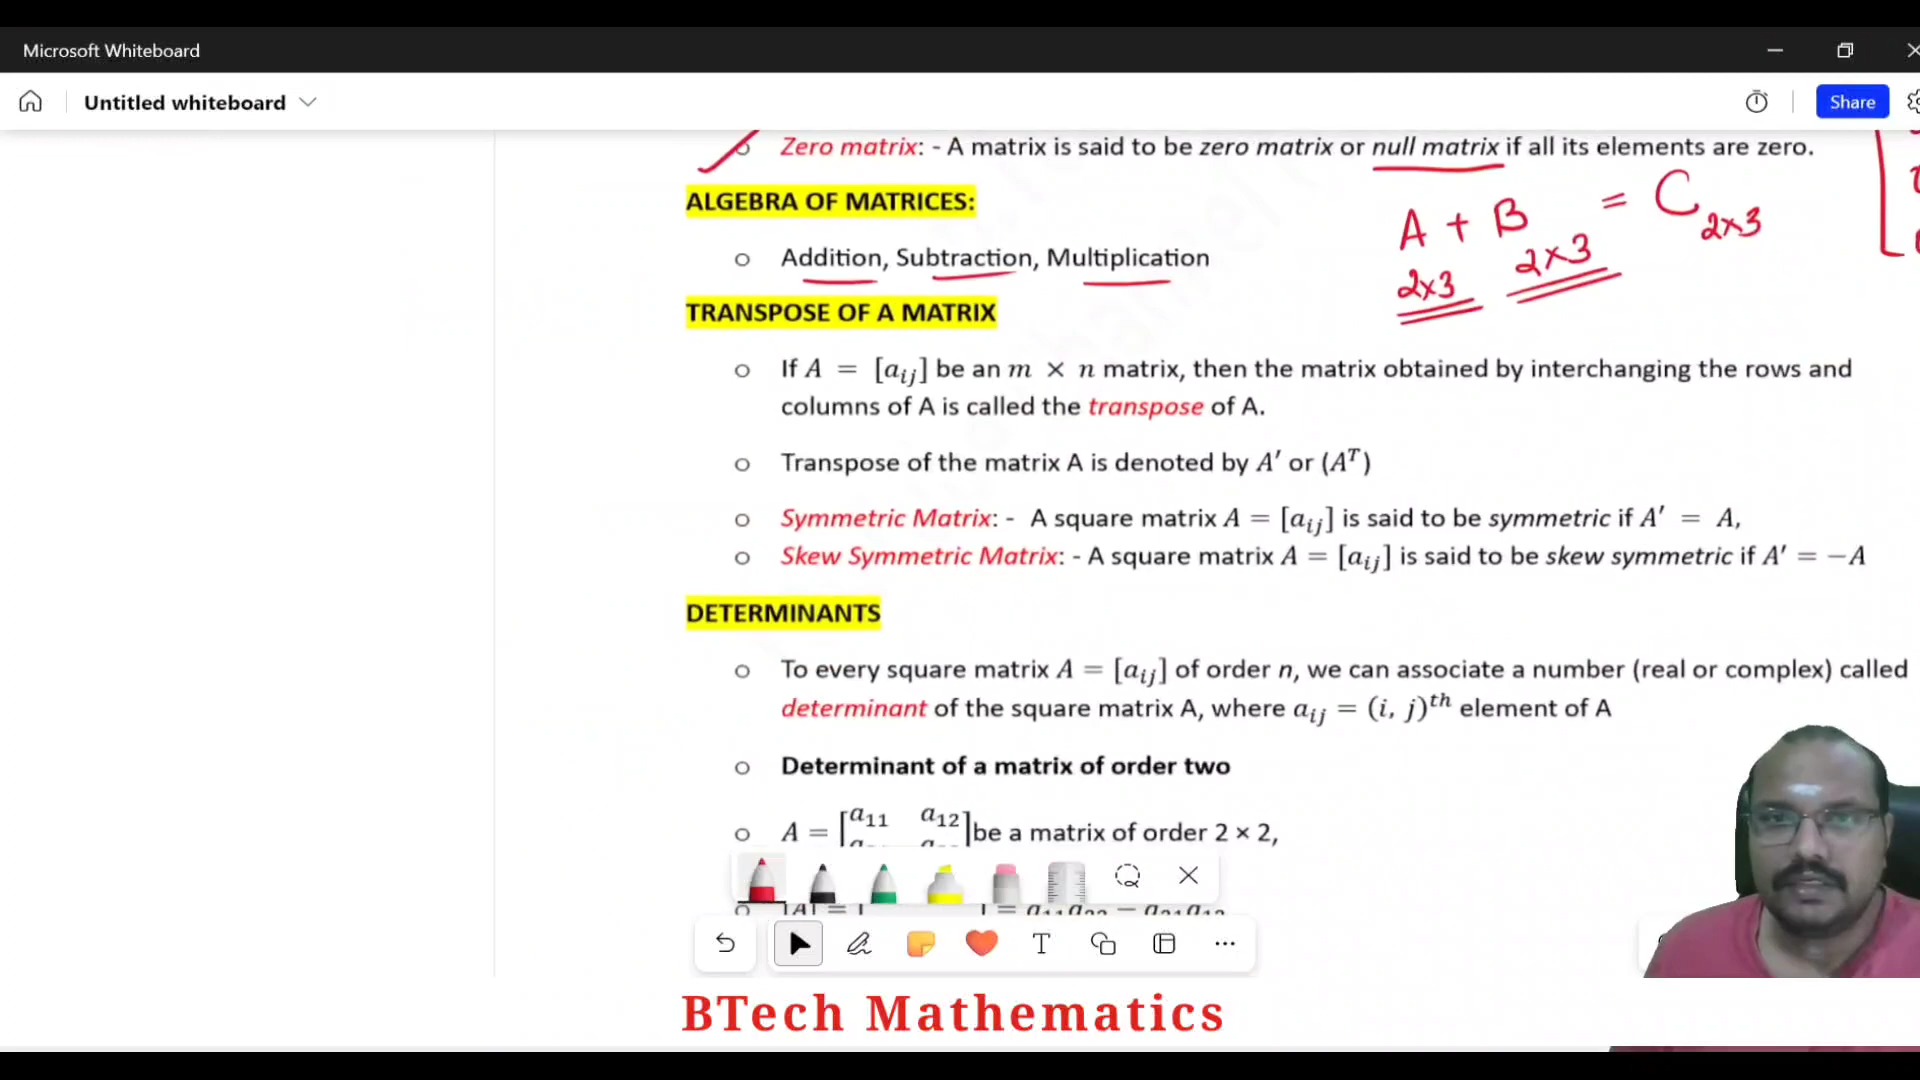 Microsoft Whiteboard
Untitled whiteboard
Share
Zero matrix: - A matrix is said to be zero matrix or null matrix if all its elements are zero.
ALGEBRA OF MATRICES:
A + B = C 2×3
2×3 2×3
o Addition, Subtraction, Multiplication
TRANSPOSE OF A MATRIX
o If A = [aᵢⱼ] be an m × n matrix, then the matrix obtained by interchanging the rows and
columns of A is called the transpose of A.
o Transpose of the matrix A is denoted by A′ or (Aᵀ)
o Symmetric Matrix: - A square matrix A = [aᵢⱼ] is said to be symmetric if A′ = A,
o Skew Symmetric Matrix: - A square matrix A = [aᵢⱼ] is said to be skew symmetric if A′ = −A
DETERMINANTS
o To every square matrix A = [aᵢⱼ] of order n, we can associate a number (real or complex) called
determinant of the square matrix A, where aᵢⱼ = (i, j)ᵗʰ element of A
o Determinant of a matrix of order two
o A = [a₁₁ a₁₂] be a matrix of order 2 × 2,
BTech Mathematics